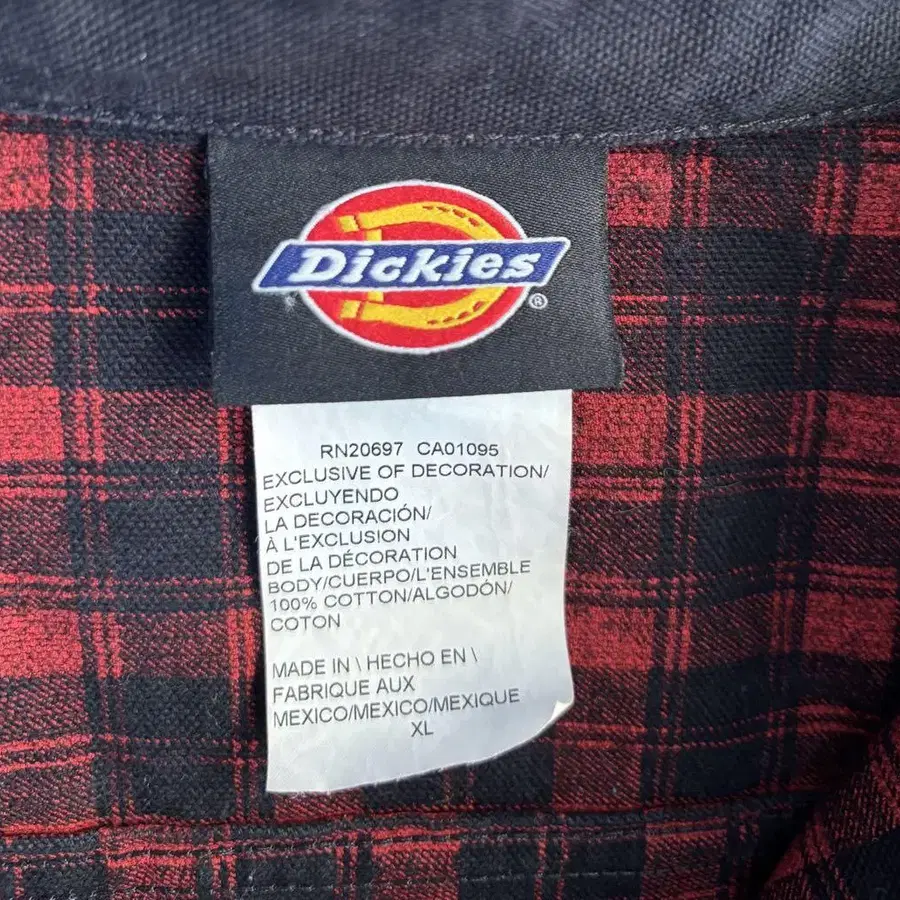 Dickies
®
RN20697 CA01095
EXCLUSIVE OF DECORATION/
EXCLUYENDO
LA DECORACIÓN/
À L'EXCLUSION
DE LA DÉCORATION
BODY/CUERPO/L'ENSEMBLE
100% COTTON/ALGODÓN/
COTON
MADE IN \ HECHO EN \
FABRIQUE AUX
MEXICO/MEXICO/MEXIQUE
XL